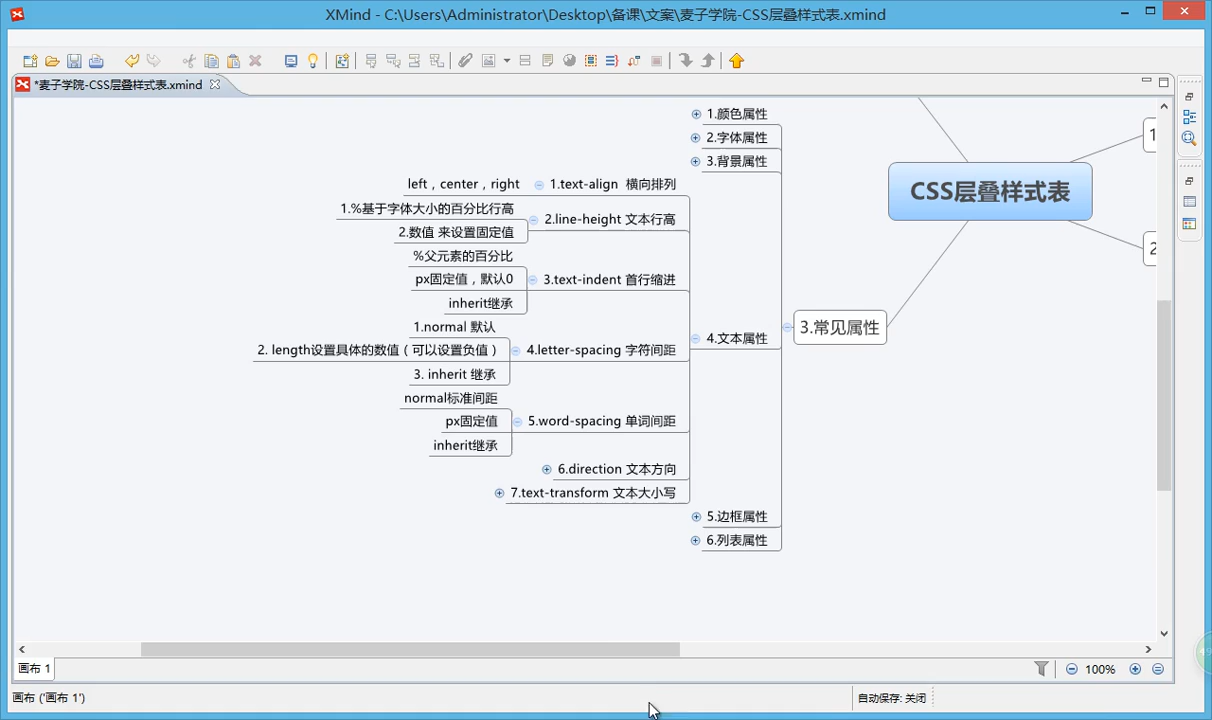 XMind - C:\Users\Administrator\Desktop\备课\文案\麦子学院-CSS层叠样式表.xmind
*麦子学院-CSS层叠样式表.xmind
1.颜色属性
2.字体属性
3.背景属性
left，center，right
1.text-align 横向排列
1.%基于字体大小的百分比行高
2.line-height 文本行高
2.数值 来设置固定值
%父元素的百分比
px固定值，默认0
3.text-indent 首行缩进
inherit继承
1.normal 默认
2. length设置具体的数值（可以设置负值）
4.letter-spacing 字符间距
3. inherit 继承
normal标准间距
px固定值
5.word-spacing 单词间距
inherit继承
6.direction 文本方向
7.text-transform 文本大小写
4.文本属性
5.边框属性
6.列表属性
3.常见属性
CSS层叠样式表
1
2
画布 1
100%
画布 ('画布 1')
自动保存: 关闭